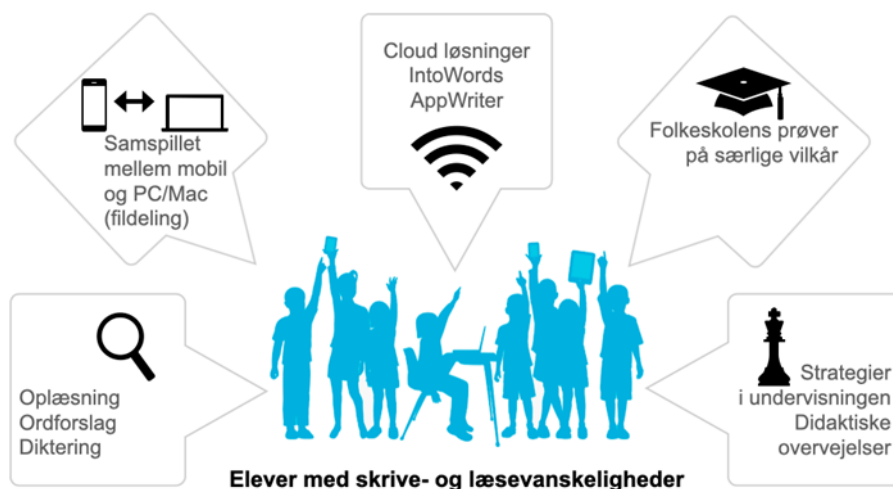 Samspillet
mellem mobil
og PC/Mac
(fildeling)
Cloud løsninger
IntoWords
AppWriter
Folkeskolens prøver
på særlige vilkår
Oplæsning
Ordforslag
Diktering
Strategier
i undervisningen
Didaktiske
overvejelser
Elever med skrive- og læsevanskeligheder